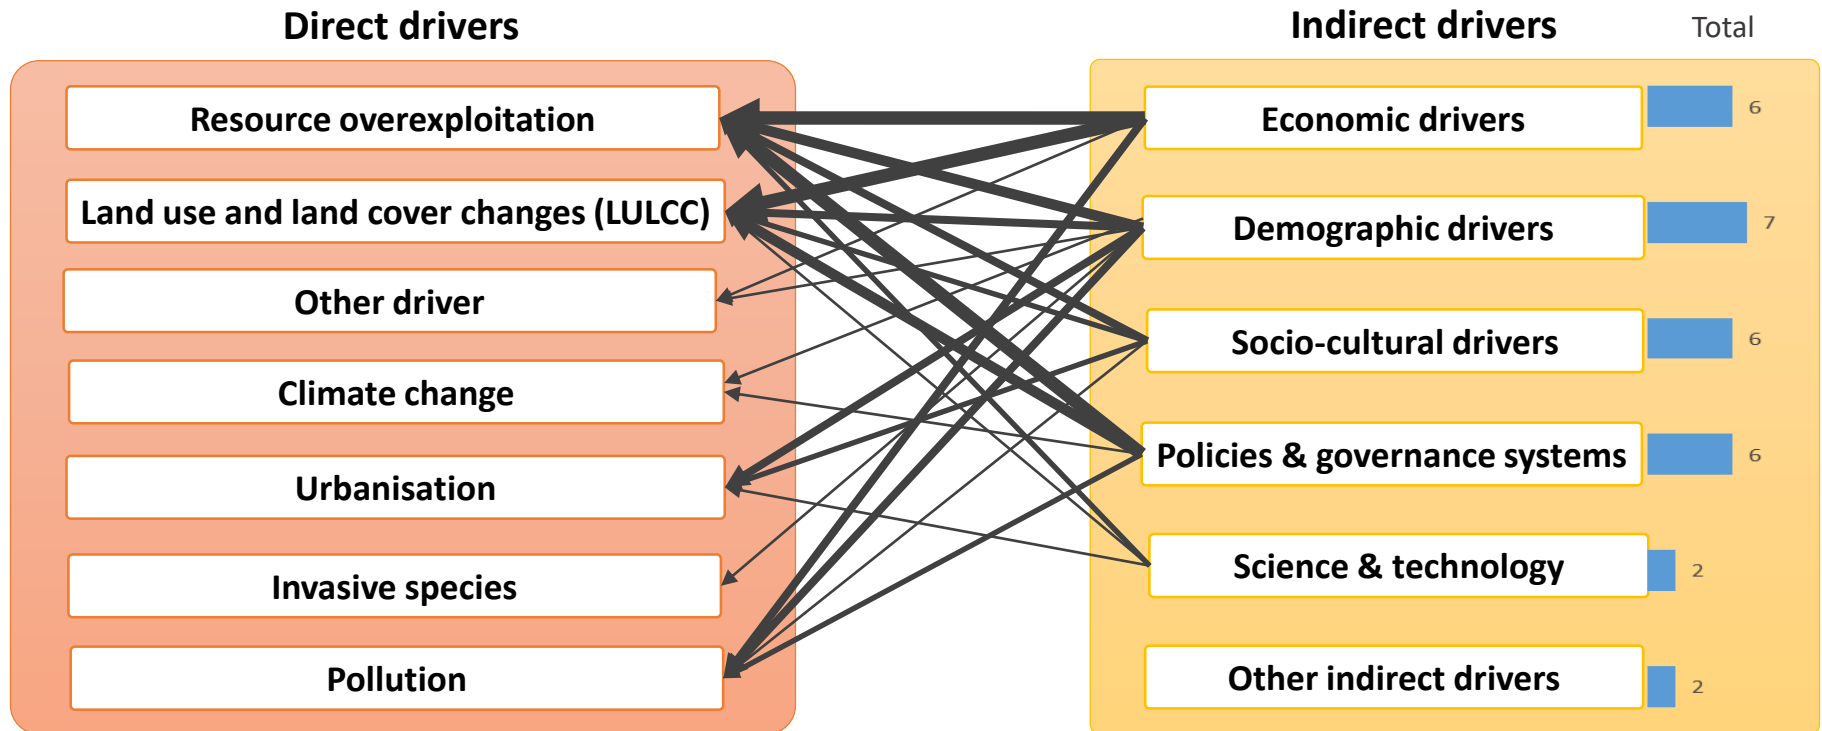 Direct drivers
Indirect drivers
Total
Resource overexploitation
Economic drivers
6
Land use and land cover changes (LULCC)
Demographic drivers
7
Other driver
Socio-cultural drivers
6
Climate change
Policies & governance systems
6
Urbanisation
Science & technology
2
Invasive species
Pollution
Other indirect drivers
2